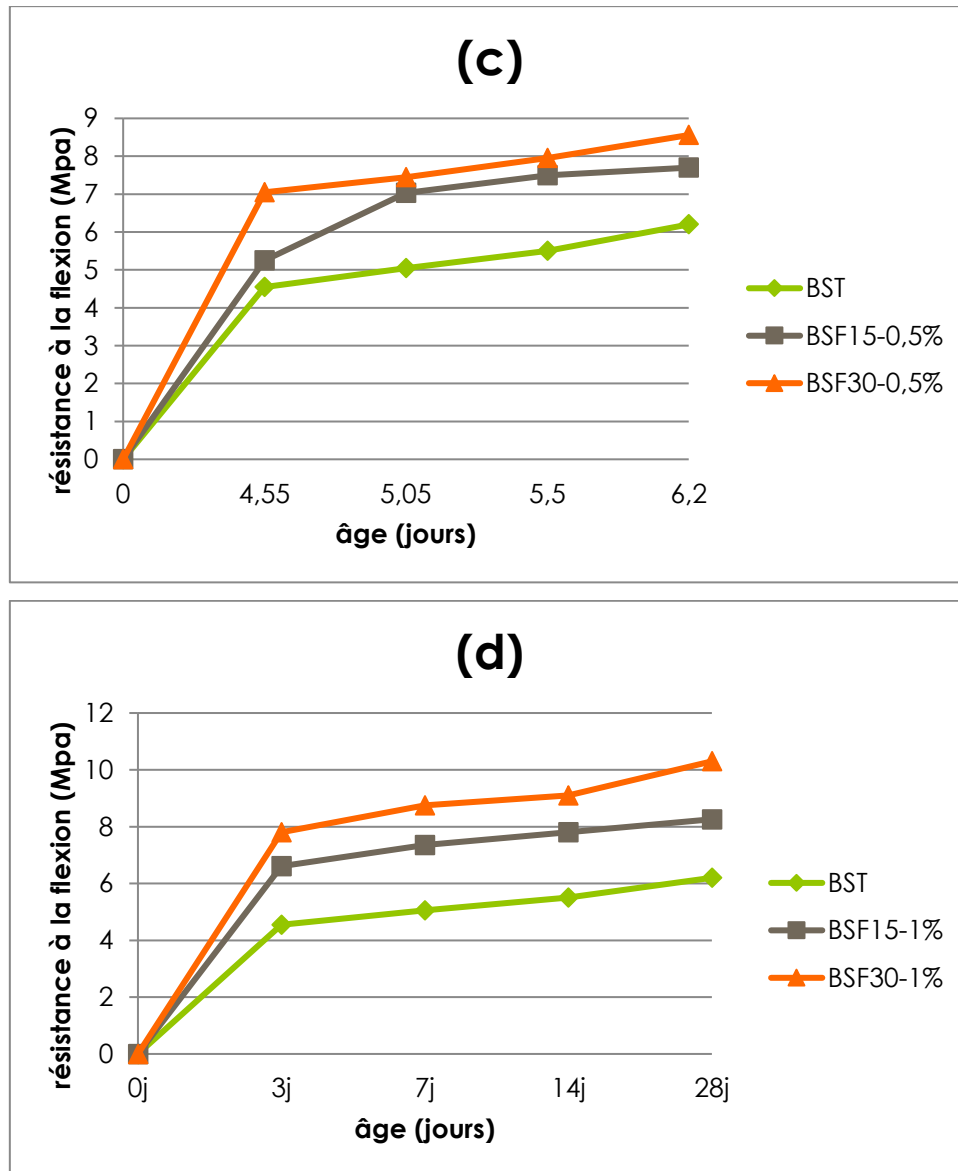 (c)
résistance à la flexion (Mpa)
9
8
7
6
5
4
3
2
1
0
0 4,55 5,05 5,5 6,2
âge (jours)
BST
BSF15-0,5%
BSF30-0,5%
(d)
résistance à la flexion (Mpa)
12
10
8
6
4
2
0
0j 3j 7j 14j 28j
âge (jours)
BST
BSF15-1%
BSF30-1%